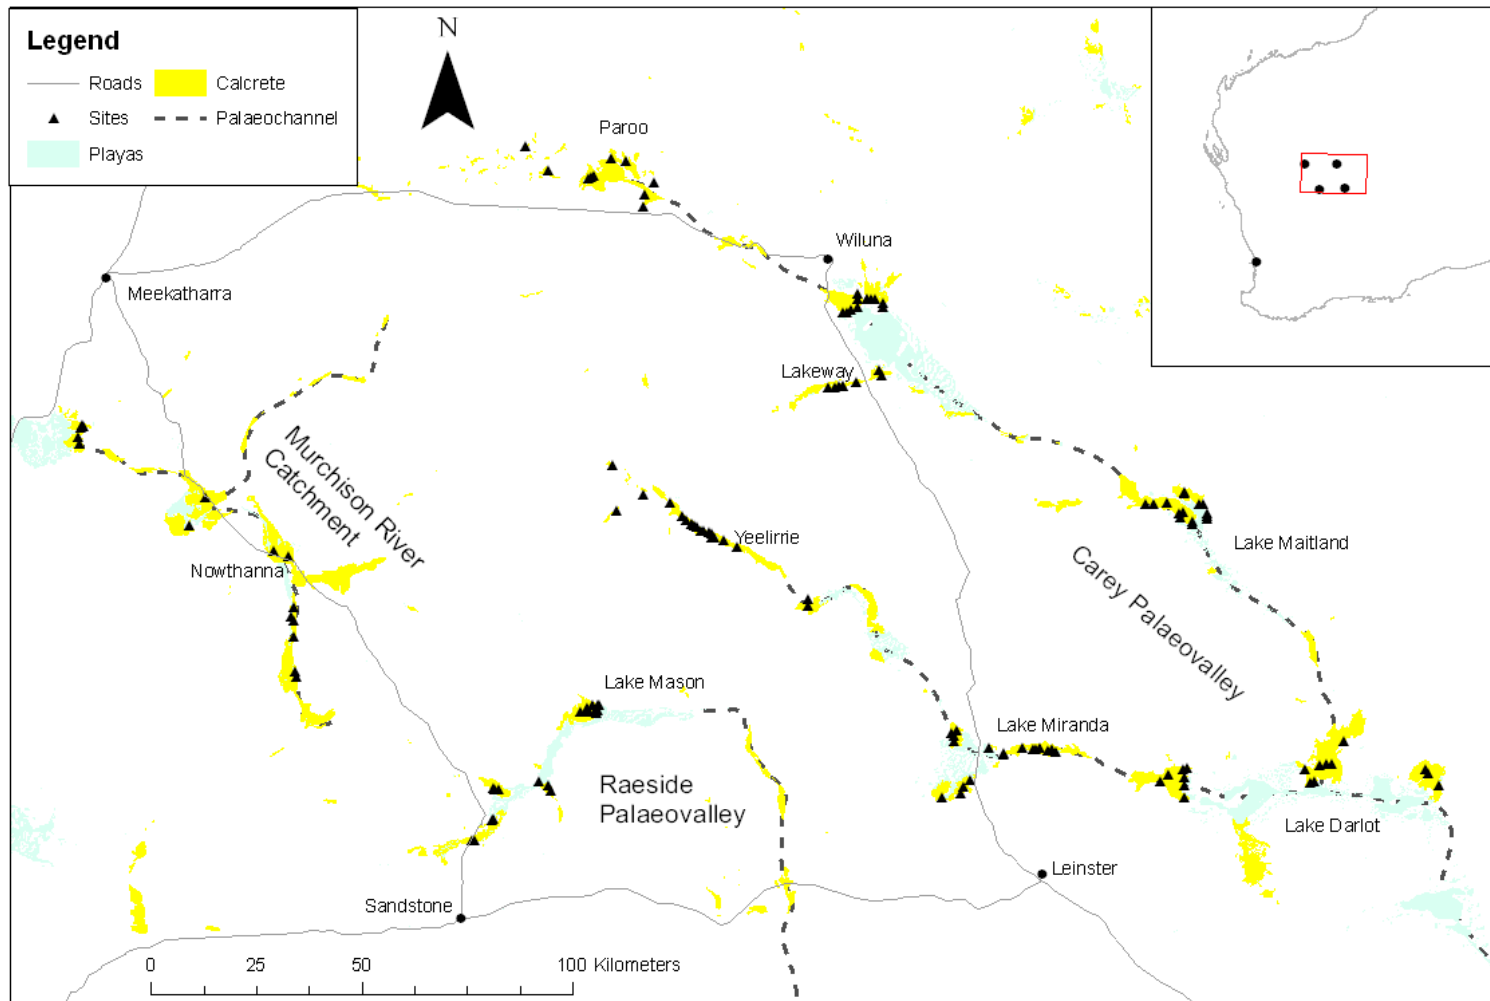 Legend
Roads
Calcrete
Sites
Palaeochannel
Playas
N
Paroo
Wiluna
Meekatharra
Lakeway
Murchison River
Catchment
Yeelirrie
Lake Maitland
Nowthanna
Carey Palaeovalley
Lake Mason
Lake Miranda
Raeside
Palaeovalley
Lake Darlot
Leinster
Sandstone
0 25 50 100 Kilometers